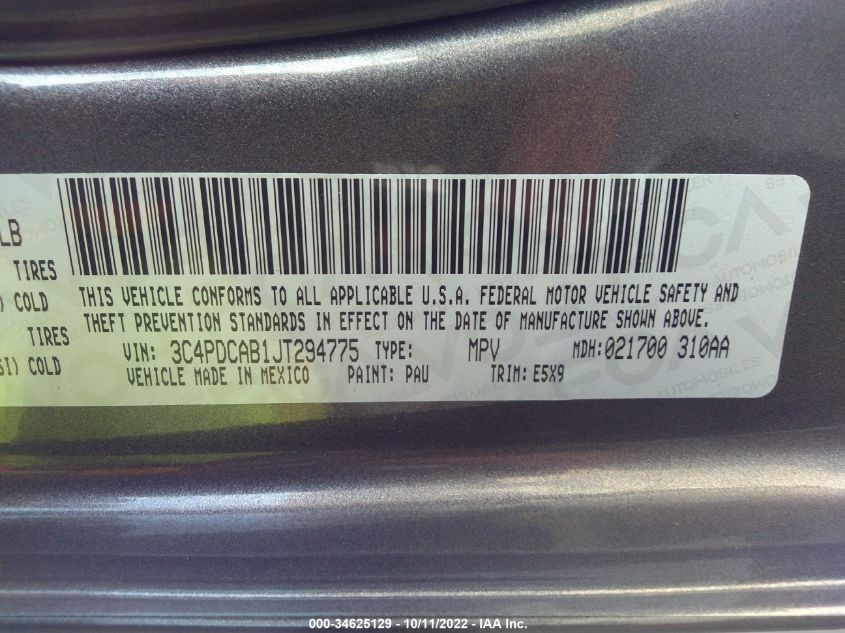 LB
TIRES
) COLD
TIRES
SI) COLD
THIS VEHICLE CONFORMS TO ALL APPLICABLE U.S.A. FEDERAL MOTOR VEHICLE SAFETY AND
THEFT PREVENTION STANDARDS IN EFFECT ON THE DATE OF MANUFACTURE SHOWN ABOVE.
VIN: 3C4PDCAB1JT294775 TYPE: MPV MDH:021700 310AA
VEHICLE MADE IN MEXICO PAINT: PAU TRIM: E5X9
000-34625129 - 10/11/2022 - IAA Inc.